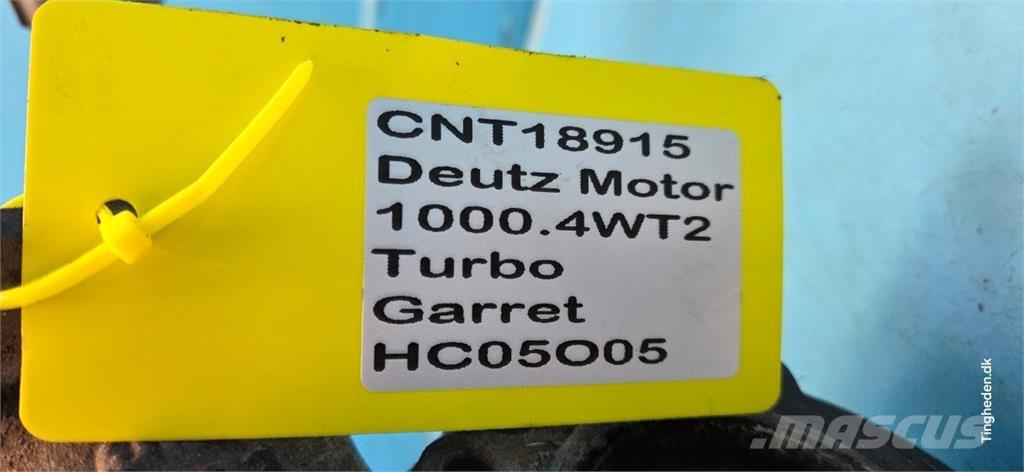 CNT18915
Deutz Motor
1000.4WT2
Turbo
Garret
HC05O05
MASCUS
Tingheden.dk